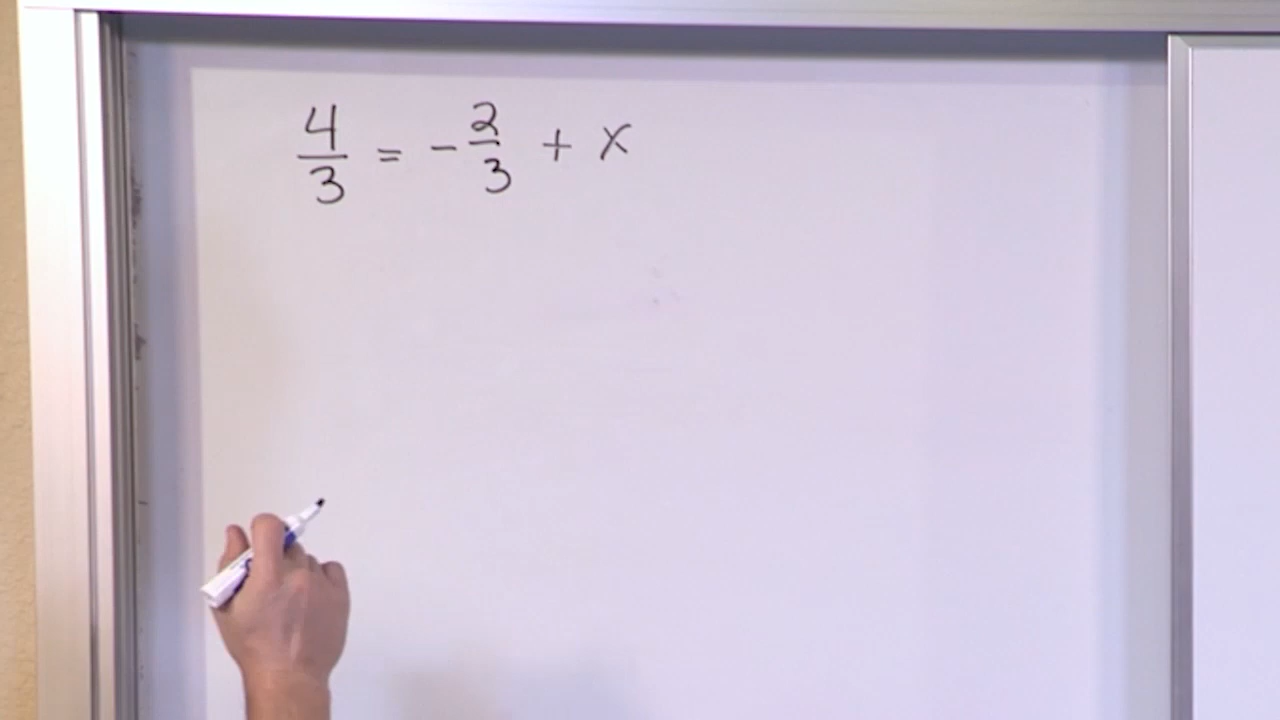 4/3 = -2/3 + x